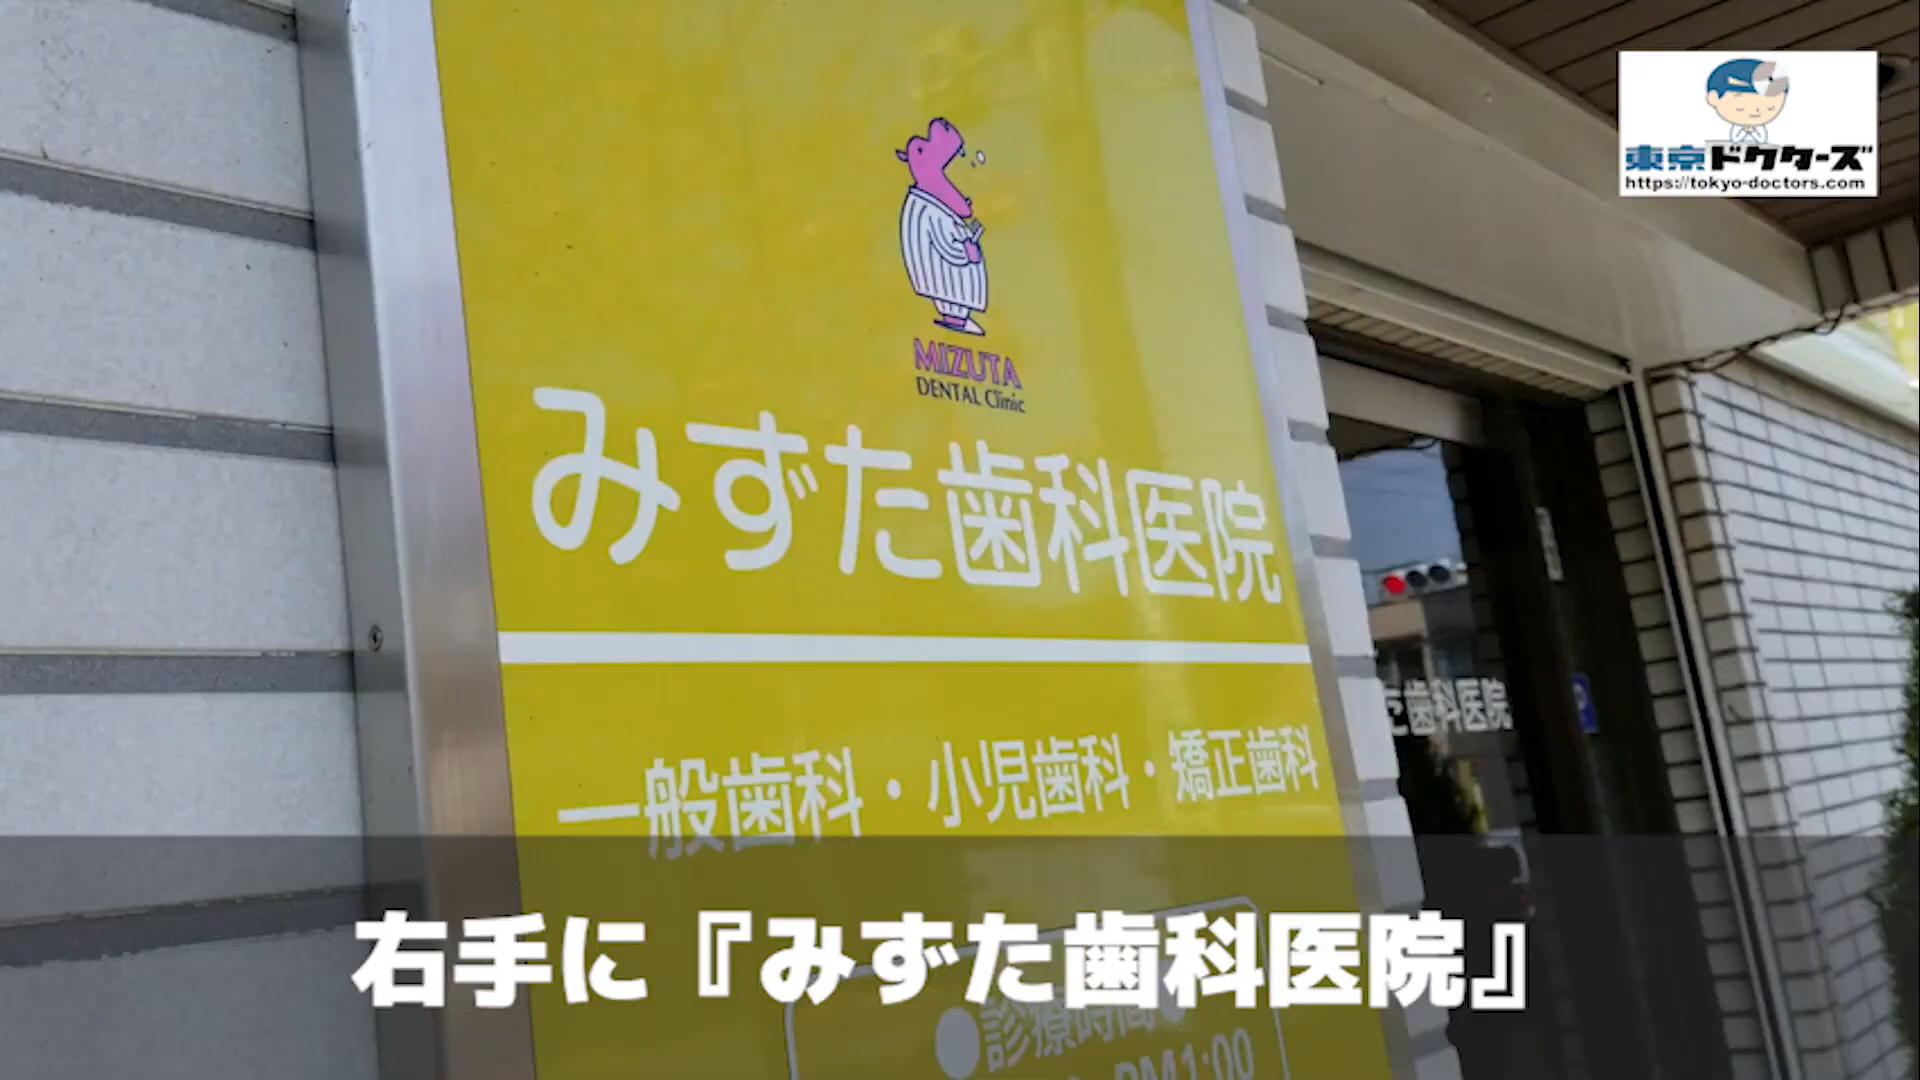 東京ドクターズ
https://tokyo-doctors.com
MIZUTA
DENTAL Clinic
みずた歯科医院
た歯科医院
一般歯科・小児歯科・矯正歯科
右手に『みずた歯科医院』
●診療時間●
PM1:00